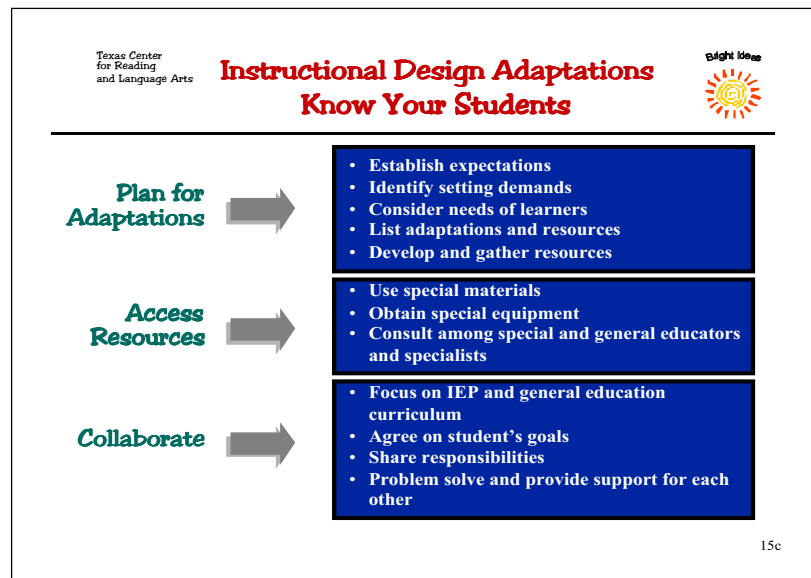 Texas Center
for Reading
and Language Arts
Instructional Design Adaptations
Know Your Students
Bright Ideas
Plan for
Adaptations
• Establish expectations
• Identify setting demands
• Consider needs of learners
• List adaptations and resources
• Develop and gather resources
Access
Resources
• Use special materials
• Obtain special equipment
• Consult among special and general educators
and specialists
Collaborate
• Focus on IEP and general education
curriculum
• Agree on student's goals
• Share responsibilities
• Problem solve and provide support for each
other
15c